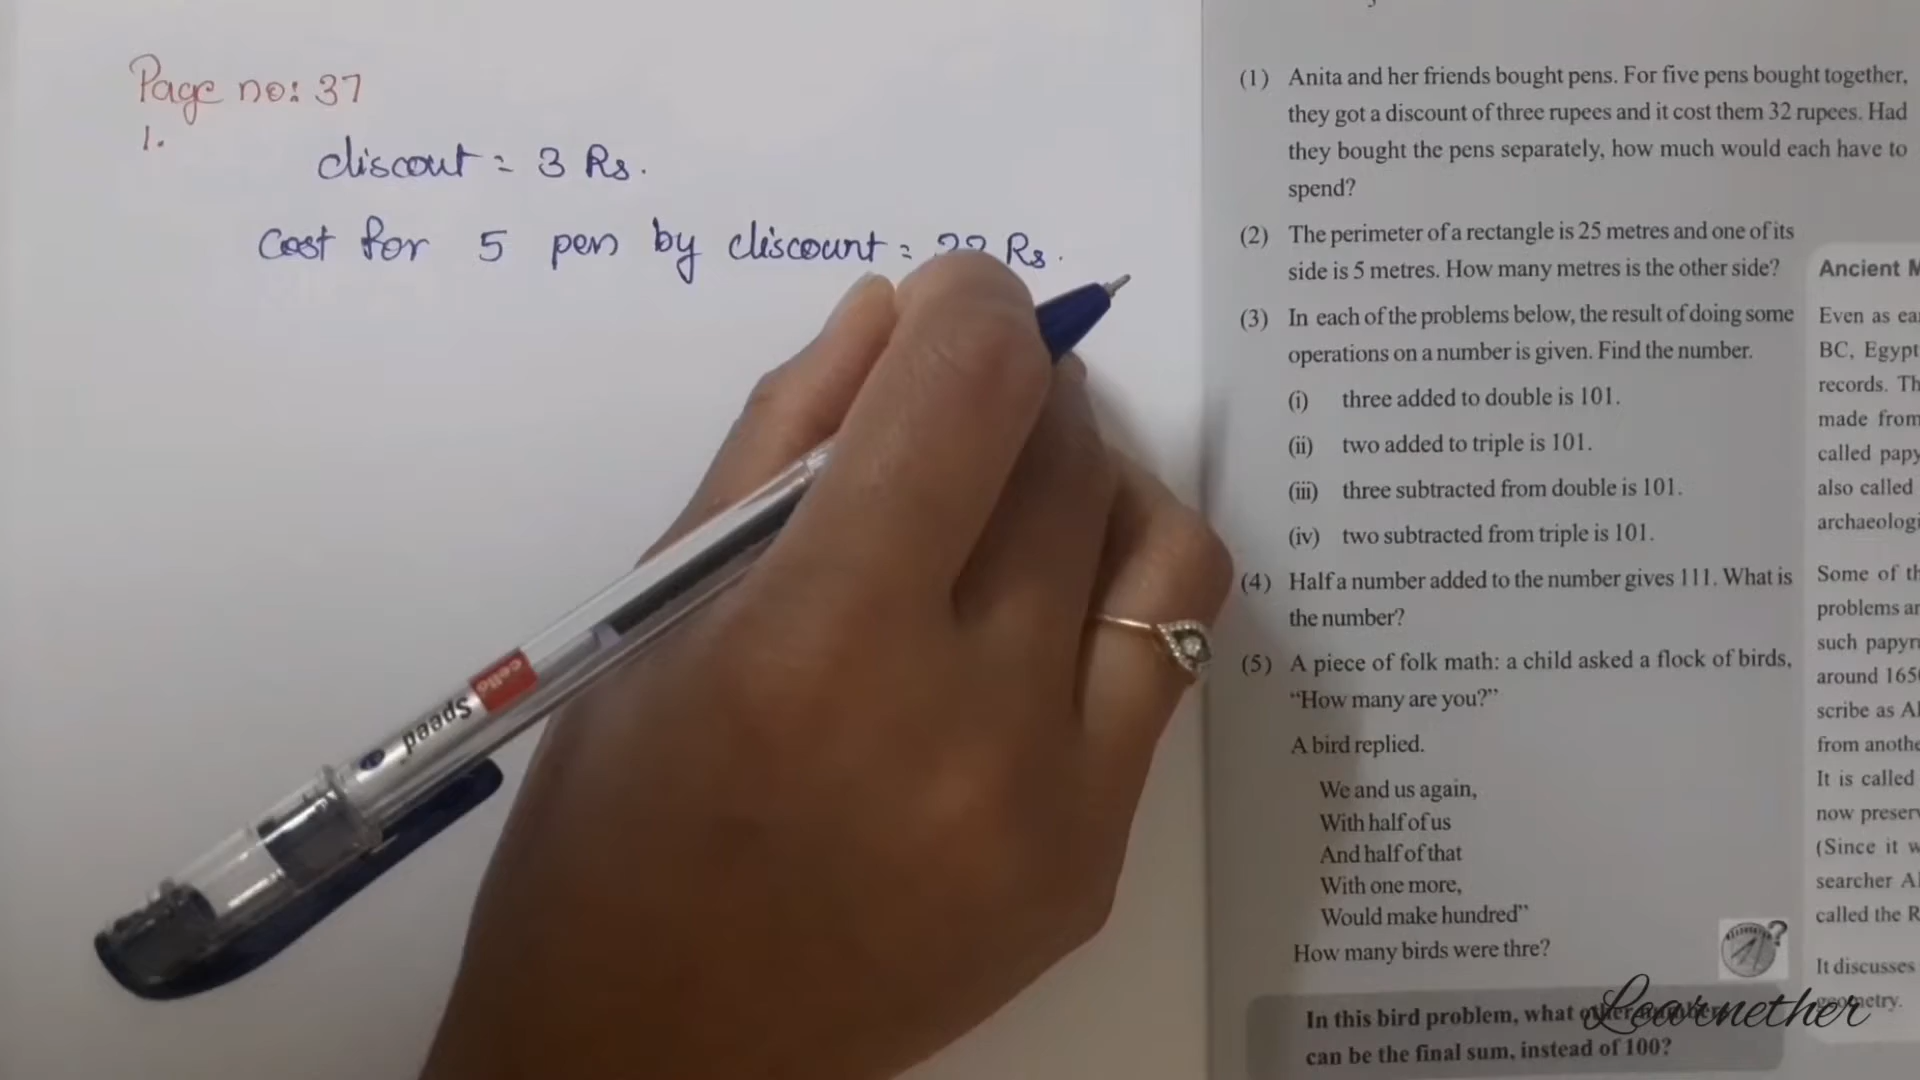 Page no: 37
1.
discout = 3 Rs.
Cost for 5 pen by discount = Rs.
cello
Speed
(1) Anita and her friends bought pens. For five pens bought together,
they got a discount of three rupees and it cost them 32 rupees. Had
they bought the pens separately, how much would each have to
spend?
(2) The perimeter of a rectangle is 25 metres and one of its
side is 5 metres. How many metres is the other side?
(3) In each of the problems below, the result of doing some
operations on a number is given. Find the number.
(i) three added to double is 101.
(ii) two added to triple is 101.
(iii) three subtracted from double is 101.
(iv) two subtracted from triple is 101.
(4) Half a number added to the number gives 111. What is
the number?
(5) A piece of folk math: a child asked a flock of birds,
“How many are you?”
A bird replied.
We and us again,
With half of us
And half of that
With one more,
Would make hundred”
How many birds were thre?
In this bird problem, what
can be the final sum, instead of 100?
Ancient
Even as
BC, Egypt
records.
made from
called
also called
Some of
problems
such
around
scribe as
from
It is called
now
(Since it
called the
It discusses
geometry.
Learnether